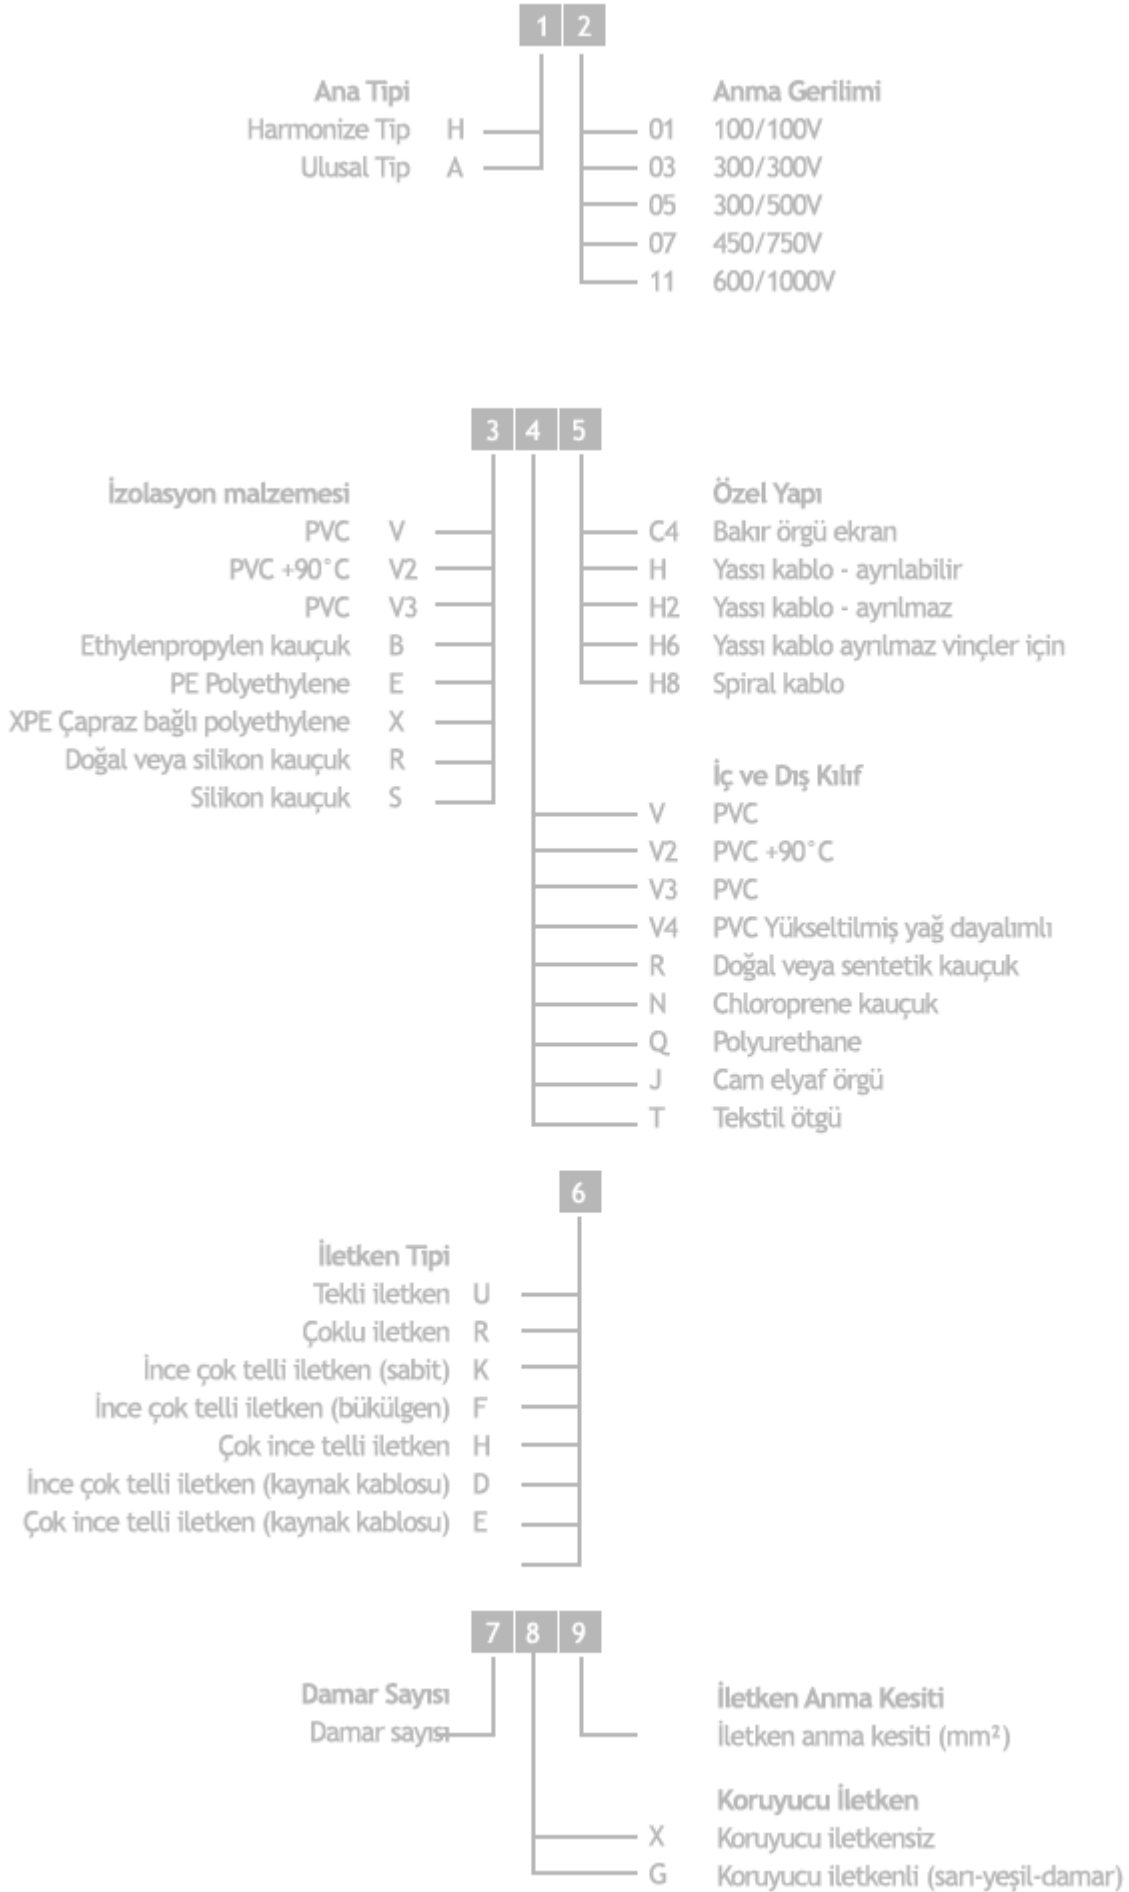 1 2
Ana Tipi
Harmonize Tip H
Ulusal Tip A
Anma Gerilimi
01 100/100V
03 300/300V
05 300/500V
07 450/750V
11 600/1000V
3 4 5
İzolasyon malzemesi
PVC V
PVC +90°C V2
PVC V3
Ethylenpropylen kauçuk B
PE Polyethylene E
XPE Çapraz bağlı polyethylene X
Doğal veya silikon kauçuk R
Silikon kauçuk S
Özel Yapı
C4 Bakır örgü ekran
H Yassı kablo - ayrılabilir
H2 Yassı kablo - ayrılmaz
H6 Yassı kablo ayrılmaz vinçler için
H8 Spiral kablo
İç ve Dış Kılıf
V PVC
V2 PVC +90°C
V3 PVC
V4 PVC Yükseltilmiş yağ dayalımlı
R Doğal veya sentetik kauçuk
N Chloroprene kauçuk
Q Polyurethane
J Cam elyaf örgü
T Tekstil ötgü
6
İletken Tipi
Tekli iletken U
Çoklu iletken R
İnce çok telli iletken (sabit) K
İnce çok telli iletken (bükülgen) F
Çok ince telli iletken H
İnce çok telli iletken (kaynak kablosu) D
Çok ince telli iletken (kaynak kablosu) E
7 8 9
Damar Sayısı
Damar sayısı
İletken Anma Kesiti
İletken anma kesiti (mm²)
Koruyucu İletken
X Koruyucu iletkensiz
G Koruyucu iletkenli (sarı-yeşil-damar)